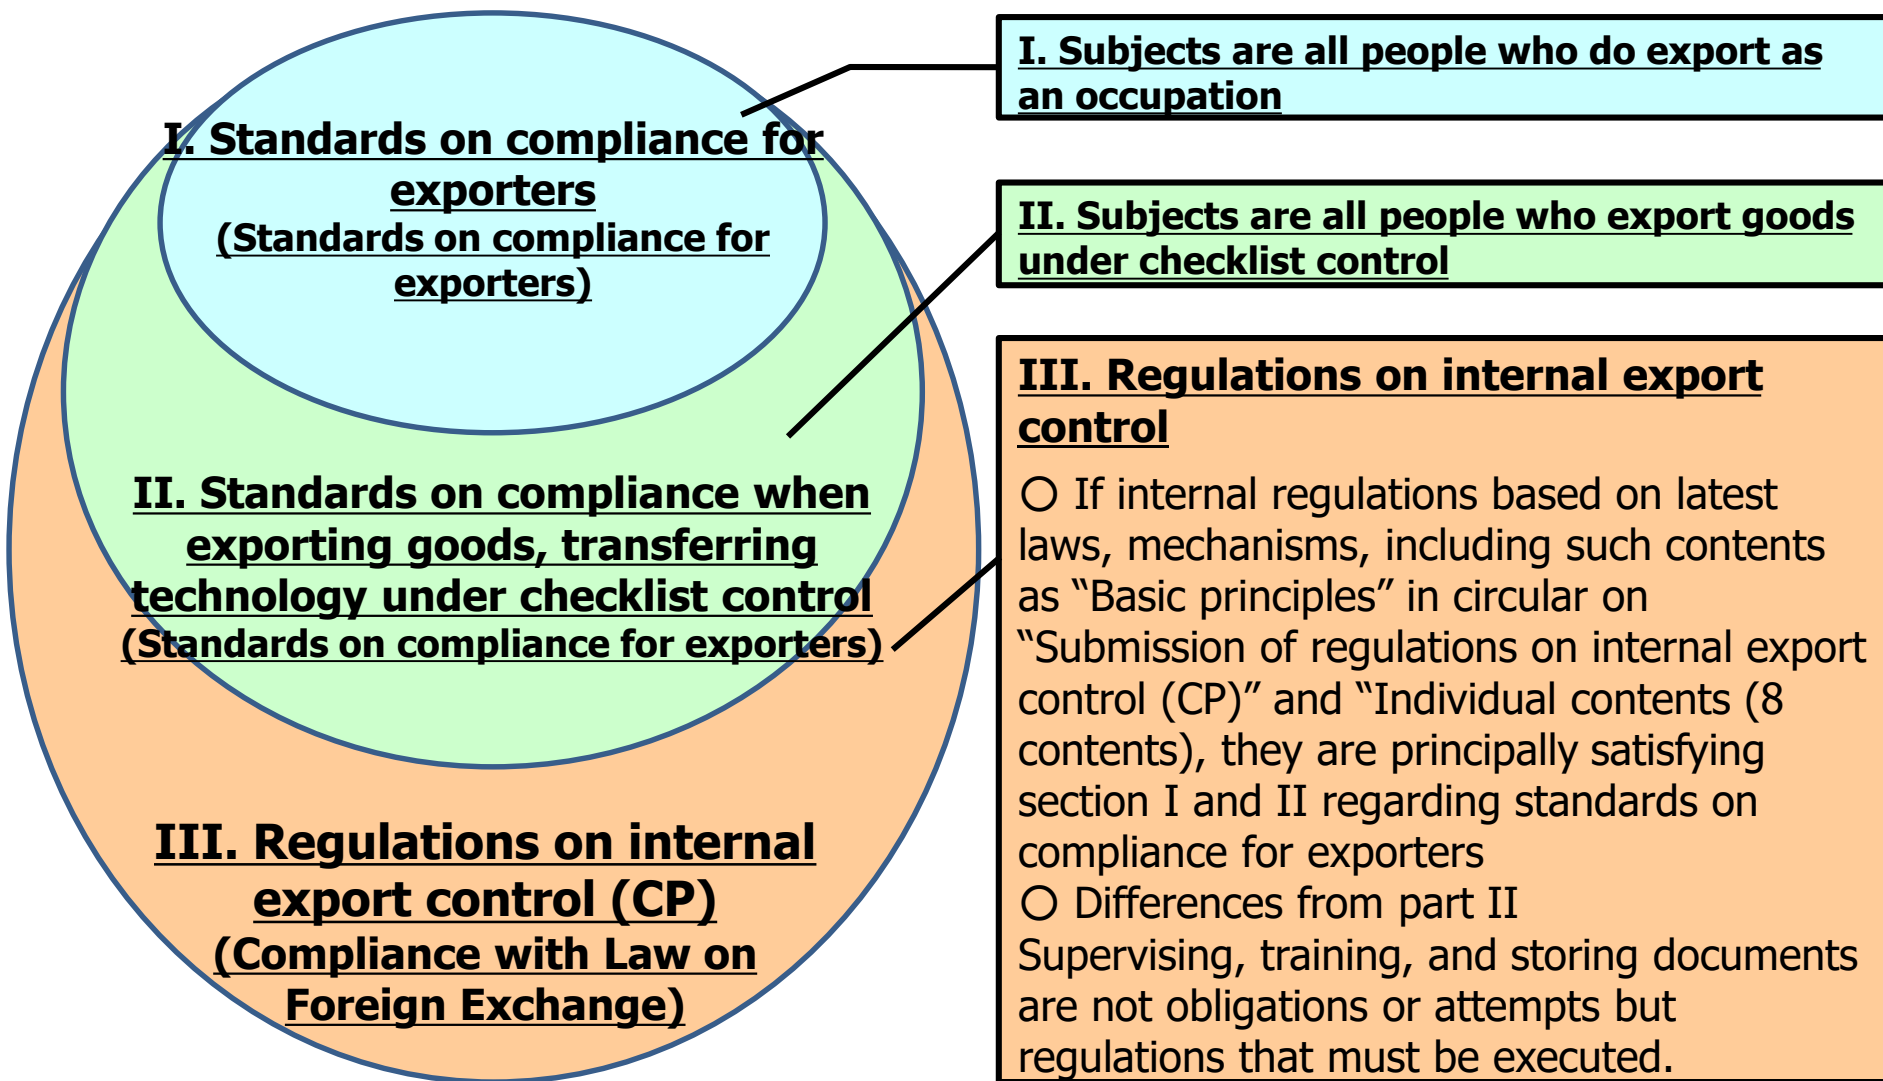 I. Standards on compliance for
exporters
(Standards on compliance for
exporters)
II. Standards on compliance when
exporting goods, transferring
technology under checklist control
(Standards on compliance for exporters)
III. Regulations on internal
export control (CP)
(Compliance with Law on
Foreign Exchange)
I. Subjects are all people who do export as
an occupation
II. Subjects are all people who export goods
under checklist control
III. Regulations on internal export
control
○ If internal regulations based on latest
laws, mechanisms, including such contents
as “Basic principles” in circular on
“Submission of regulations on internal export
control (CP)” and “Individual contents (8
contents), they are principally satisfying
section I and II regarding standards on
compliance for exporters
○ Differences from part II
Supervising, training, and storing documents
are not obligations or attempts but
regulations that must be executed.